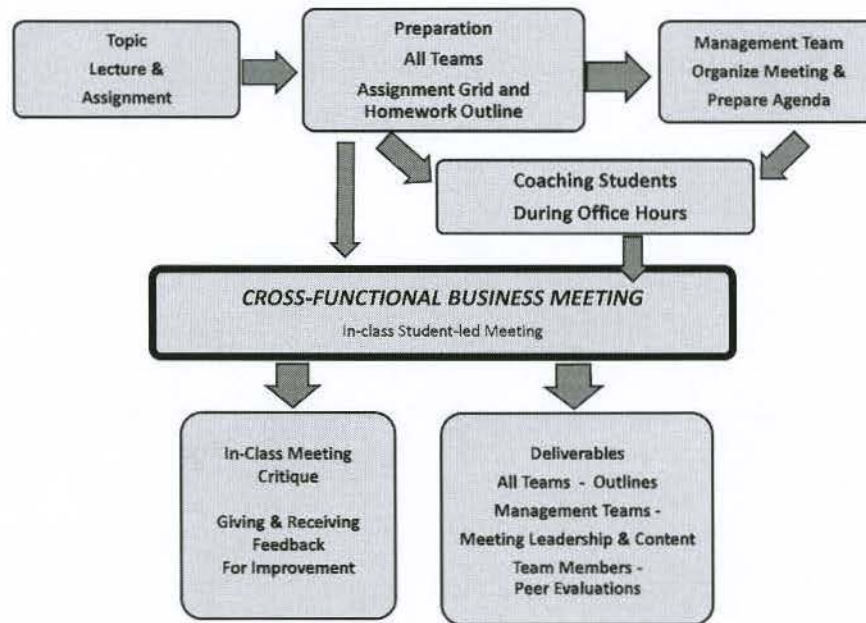 Topic
Lecture &
Assignment
Preparation
All Teams
Assignment Grid and
Homework Outline
Management Team
Organize Meeting &
Prepare Agenda
Coaching Students
During Office Hours
CROSS-FUNCTIONAL BUSINESS MEETING
In-class Student-led Meeting
In-Class Meeting
Critique
Giving & Receiving
Feedback
For Improvement
Deliverables
All Teams - Outlines
Management Teams -
Meeting Leadership & Content
Team Members -
Peer Evaluations